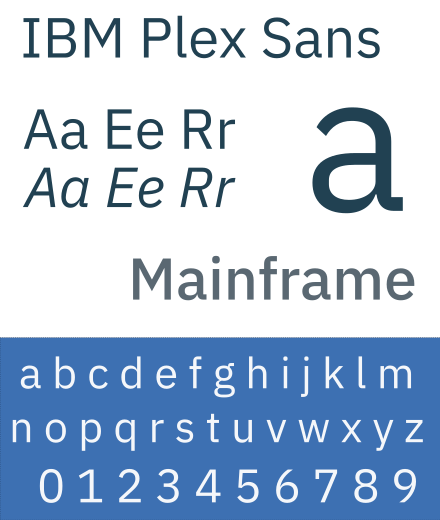 IBM Plex Sans
Aa Ee Rr
Aa Ee Rr
a
Mainframe
a b c d e f g h i j k l m
n o p q r s t u v w x y z
0 1 2 3 4 5 6 7 8 9